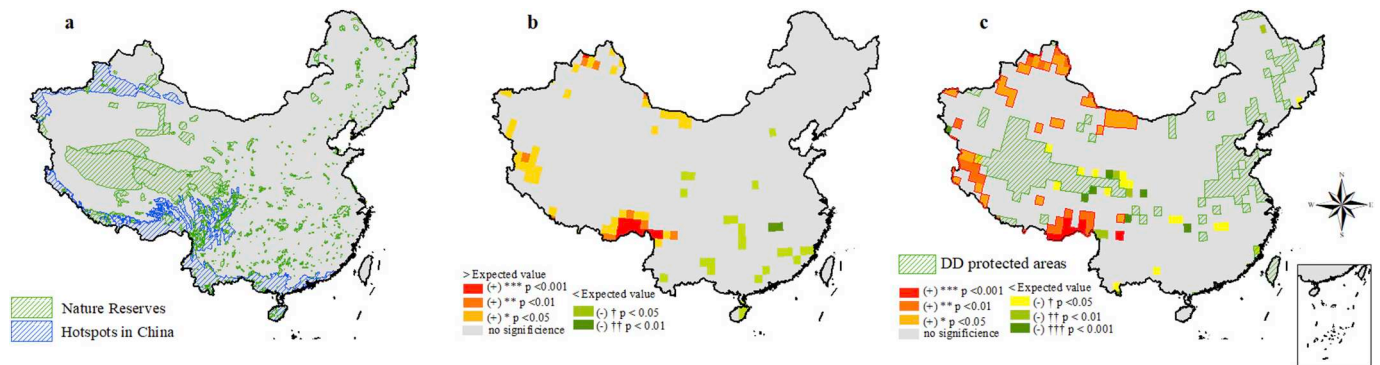 a
Nature Reserves
Hotspots in China
b
> Expected value
(+) *** p <0.001
(+) ** p <0.01
(+) * p <0.05
no significience
< Expected value
(-) † p < 0.05
(-) †† p < 0.01
c
DD protected areas
(+) *** p <0.001
(+) ** p <0.01
(+) * p <0.05
no significience
< Expected value
(-) † p <0.05
(-) †† p <0.01
(-) ††† p < 0.001
N
W E
S